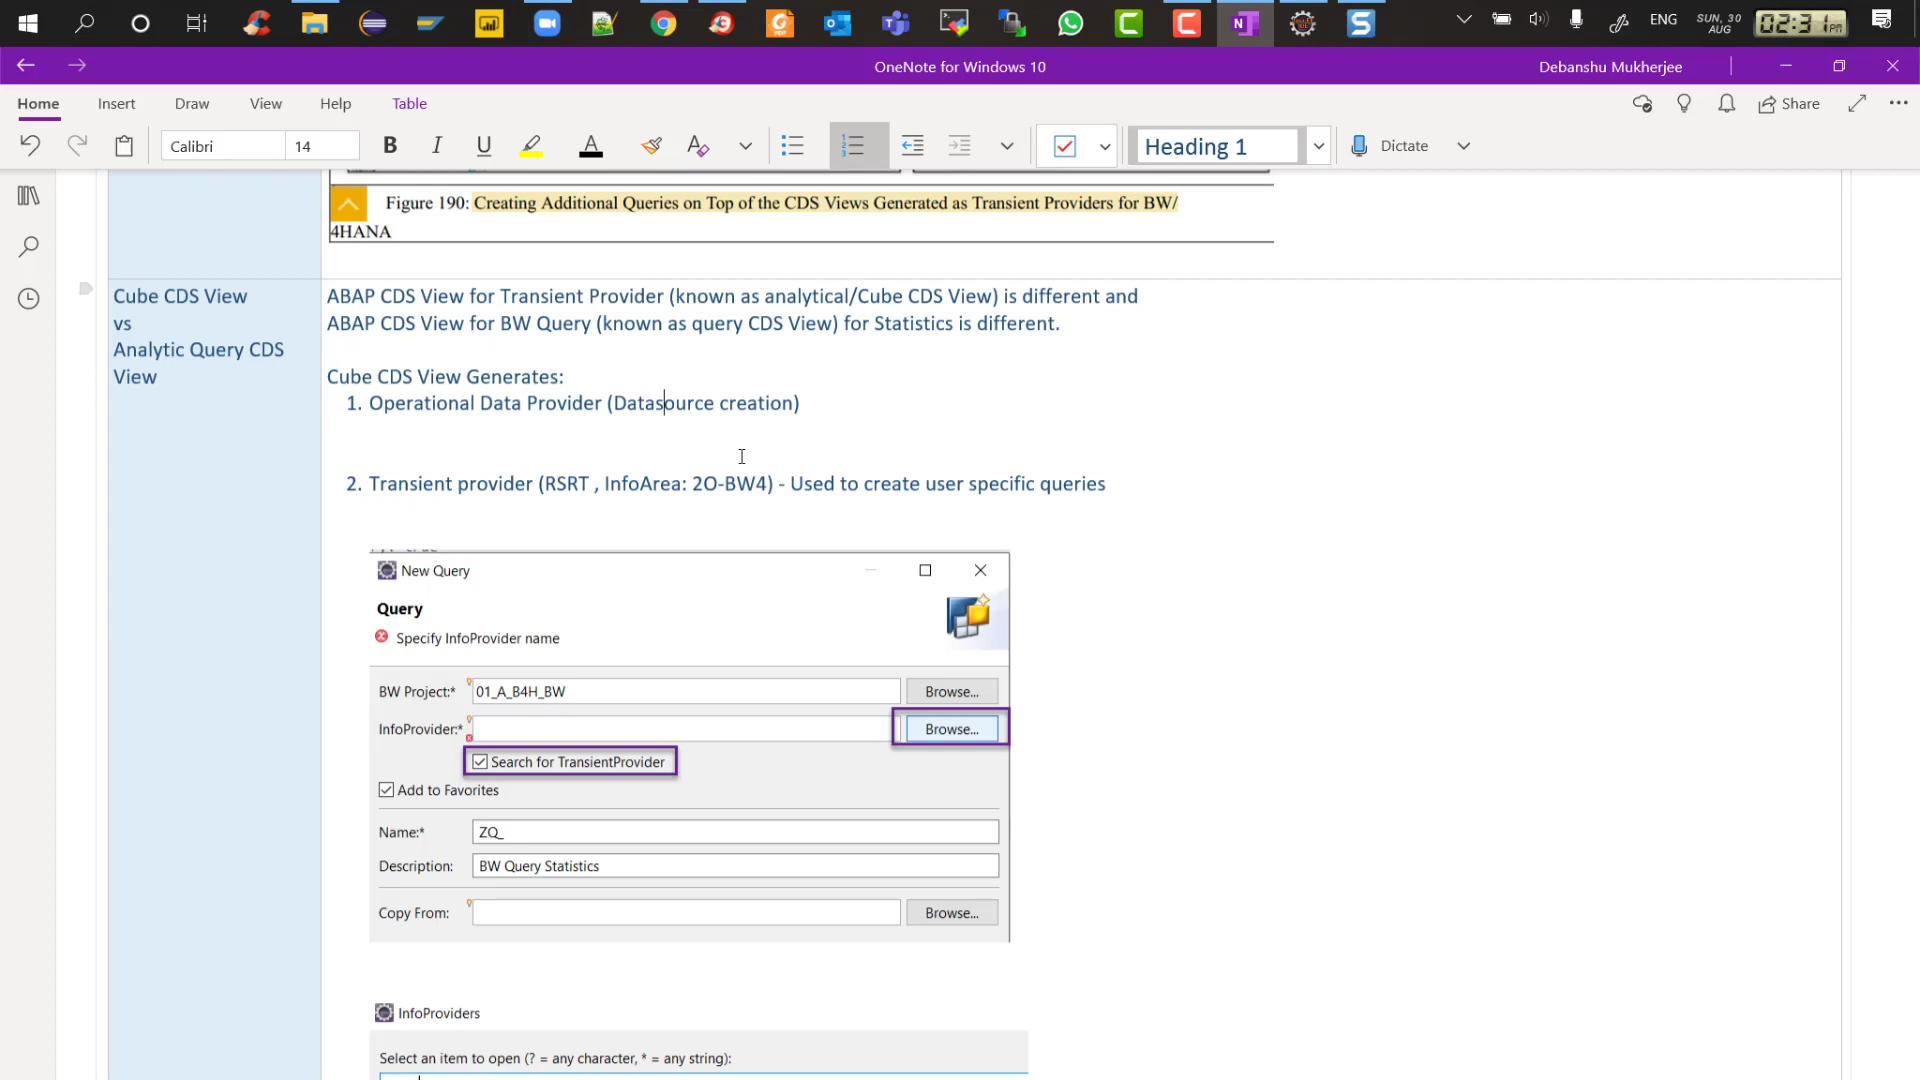 ENG
SUN, 30
AUG
02:31PM
OneNote for Windows 10
Debanshu Mukherjee
Home
Insert
Draw
View
Help
Table
Share
Calibri
14
B
I
U
A
Heading 1
Dictate
Figure 190: Creating Additional Queries on Top of the CDS Views Generated as Transient Providers for BW/
4HANA
Cube CDS View
vs
Analytic Query CDS
View
ABAP CDS View for Transient Provider (known as analytical/Cube CDS View) is different and
ABAP CDS View for BW Query (known as query CDS View) for Statistics is different.
Cube CDS View Generates:
1. Operational Data Provider (Datasource creation)
2. Transient provider (RSRT , InfoArea: 2O-BW4) - Used to create user specific queries
New Query
Query
Specify InfoProvider name
BW Project:* 01_A_B4H_BW Browse...
InfoProvider:* Browse...
Search for TransientProvider
Add to Favorites
Name:* ZQ_
Description: BW Query Statistics
Copy From: Browse...
InfoProviders
Select an item to open (? = any character, * = any string):